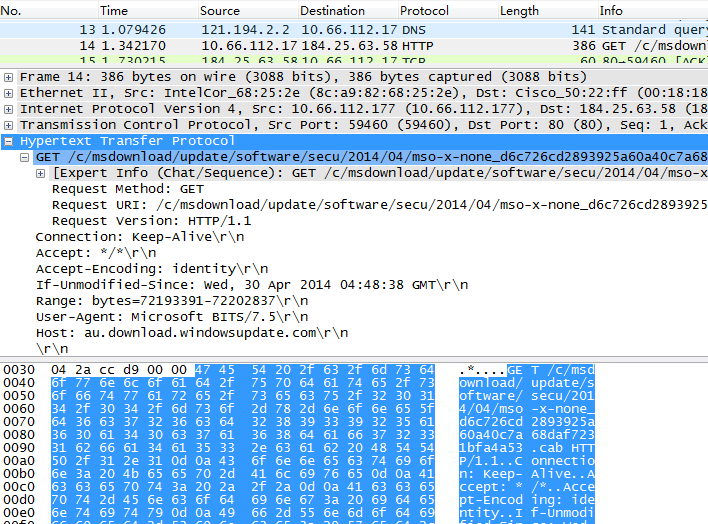 No. Time Source Destination Protocol Length Info
13 1.079426 121.194.2.2 10.66.112.17 DNS 141 Standard query
14 1.342170 10.66.112.17 184.25.63.58 HTTP 386 GET /c/msdown
15 1.730215 184.25.63.58 10.66.112.17 TCP 60 80→59460 [ACK]
Frame 14: 386 bytes on wire (3088 bits), 386 bytes captured (3088 bits)
Ethernet II, Src: IntelCor_68:25:2e (8c:a9:82:68:25:2e), Dst: Cisco_50:22:ff (00:18:18
Internet Protocol Version 4, Src: 10.66.112.177 (10.66.112.177), Dst: 184.25.63.58 (18
Transmission Control Protocol, Src Port: 59460 (59460), Dst Port: 80 (80), Seq: 1, Ack
Hypertext Transfer Protocol
GET /c/msdownload/update/software/secu/2014/04/mso-x-none_d6c726cd2893925a60a40c7a68
[Expert Info (Chat/Sequence): GET /c/msdownload/update/software/secu/2014/04/mso-x
Request Method: GET
Request URI: /c/msdownload/update/software/secu/2014/04/mso-x-none_d6c726cd2893925
Request Version: HTTP/1.1
Connection: Keep-Alive\r\n
Accept: */*\r\n
Accept-Encoding: identity\r\n
If-Unmodified-Since: Wed, 30 Apr 2014 04:48:38 GMT\r\n
Range: bytes=72193391-72202837\r\n
User-Agent: Microsoft BITS/7.5\r\n
Host: au.download.windowsupdate.com\r\n
\r\n
0030 04 2a cc d9 00 00 47 45 54 20 2f 63 2f 6d 73 64 .*....GE T /c/msd
0040 6f 77 6e 6c 6f 61 64 2f 75 70 64 61 74 65 2f 73 ownload/ update/s
0050 6f 66 74 77 61 72 65 2f 73 65 63 75 2f 32 30 31 oftware/ secu/201
0060 34 2f 30 34 2f 6d 73 6f 2d 78 2d 6e 6f 6e 65 5f 4/04/mso -x-none_
0070 64 36 63 37 32 36 63 64 32 38 39 33 39 32 35 61 d6c726cd 2893925a
0080 36 30 61 34 30 63 37 61 36 38 64 61 66 37 32 33 60a40c7a 68daf723
0090 31 62 66 61 34 61 35 33 2e 63 61 62 20 48 54 54 1bfa4a53 .cab HTT
00a0 50 2f 31 2e 31 0d 0a 43 6f 6e 6e 65 63 74 69 6f P/1.1..C onnectio
00b0 6e 3a 20 4b 65 65 70 2d 41 6c 69 76 65 0d 0a 41 n: Keep- Alive..A
00c0 63 63 65 70 74 3a 20 2a 2f 2a 0d 0a 41 63 63 65 ccept: * /*..Acce
00d0 70 74 2d 45 6e 63 6f 64 69 6e 67 3a 20 69 64 65 pt-Encod ing: ide
00e0 6e 74 69 74 79 0d 0a 49 66 2d 55 6e 6d 6f 64 69 ntity..I f-Unmodi